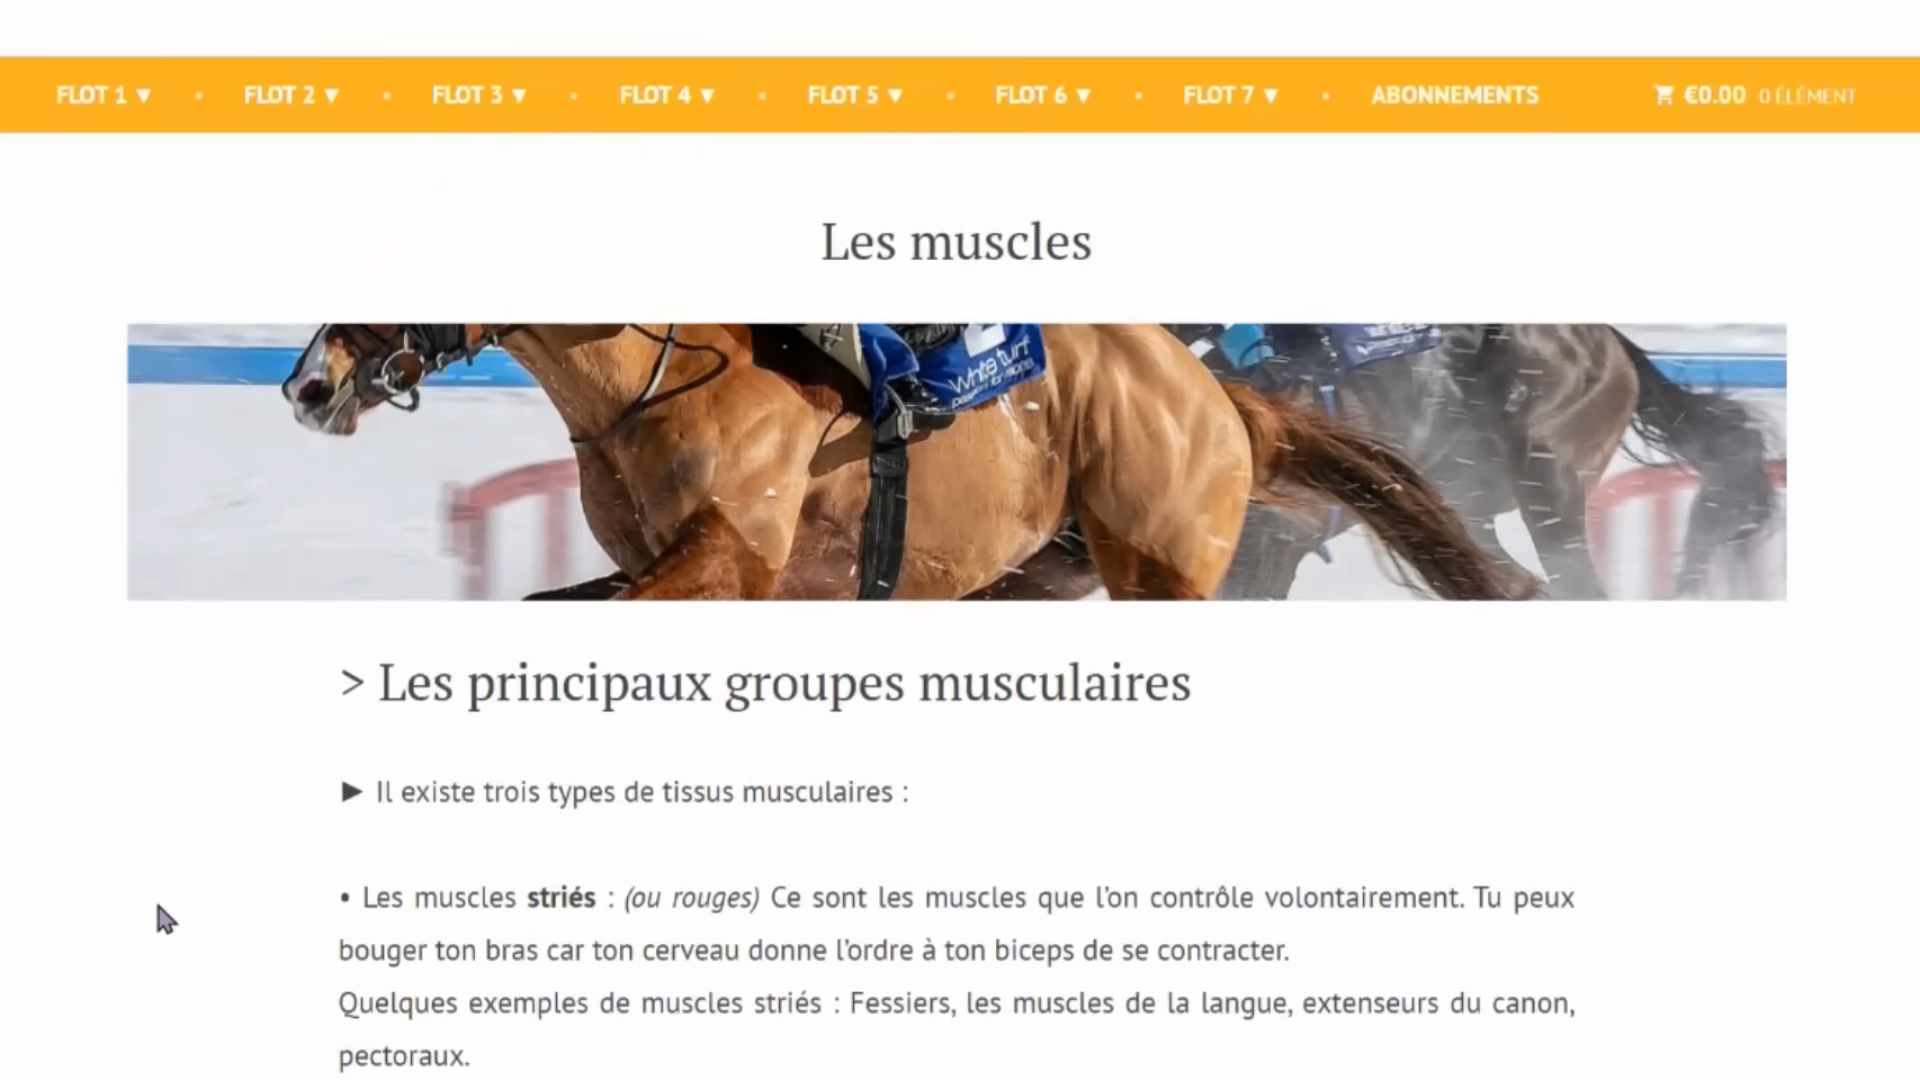 FLOT 1 ▼ • FLOT 2 ▼ • FLOT 3 ▼ • FLOT 4 ▼ • FLOT 5 ▼ • FLOT 6 ▼ • FLOT 7 ▼ • ABONNEMENTS €0.00 0 ÉLÉMENT
Les muscles
White turf
> Les principaux groupes musculaires
► Il existe trois types de tissus musculaires :
• Les muscles striés : (ou rouges) Ce sont les muscles que l’on contrôle volontairement. Tu peux
bouger ton bras car ton cerveau donne l’ordre à ton biceps de se contracter.
Quelques exemples de muscles striés : Fessiers, les muscles de la langue, extenseurs du canon,
pectoraux.